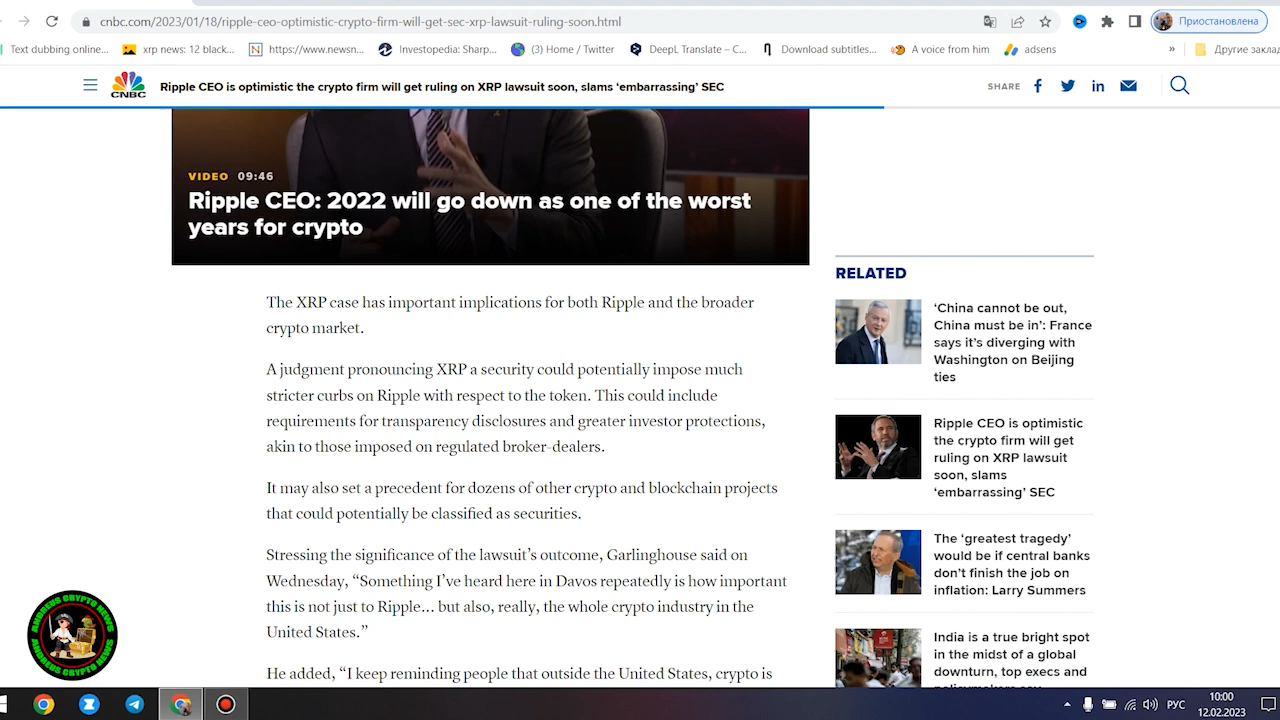 cnbc.com/2023/01/18/ripple-ceo-optimistic-crypto-firm-will-get-sec-xrp-lawsuit-ruling-soon.html
Приостановлена
Text dubbing online...
xrp news: 12 black...
https://www.newsn...
Investopedia: Sharp...
(3) Home / Twitter
DeepL Translate – C...
Download subtitles...
A voice from him
adsens
»
Другие закла
CNBC
Ripple CEO is optimistic the crypto firm will get ruling on XRP lawsuit soon, slams ‘embarrassing’ SEC
SHARE
VIDEO 09:46
Ripple CEO: 2022 will go down as one of the worst
years for crypto
The XRP case has important implications for both Ripple and the broader
crypto market.
A judgment pronouncing XRP a security could potentially impose much
stricter curbs on Ripple with respect to the token. This could include
requirements for transparency disclosures and greater investor protections,
akin to those imposed on regulated broker-dealers.
It may also set a precedent for dozens of other crypto and blockchain projects
that could potentially be classified as securities.
Stressing the significance of the lawsuit’s outcome, Garlinghouse said on
Wednesday, “Something I’ve heard here in Davos repeatedly is how important
this is not just to Ripple… but also, really, the whole crypto industry in the
United States.”
He added, “I keep reminding people that outside the United States, crypto is
RELATED
‘China cannot be out,
China must be in’: France
says it’s diverging with
Washington on Beijing
ties
Ripple CEO is optimistic
the crypto firm will get
ruling on XRP lawsuit
soon, slams
‘embarrassing’ SEC
The ‘greatest tragedy’
would be if central banks
don’t finish the job on
inflation: Larry Summers
India is a true bright spot
in the midst of a global
downturn, top execs and
policymakers say
ANDREUS CRYPTO NEWS
ANDREUS CRYPTO NEWS
РУС
10:00
12.02.2023